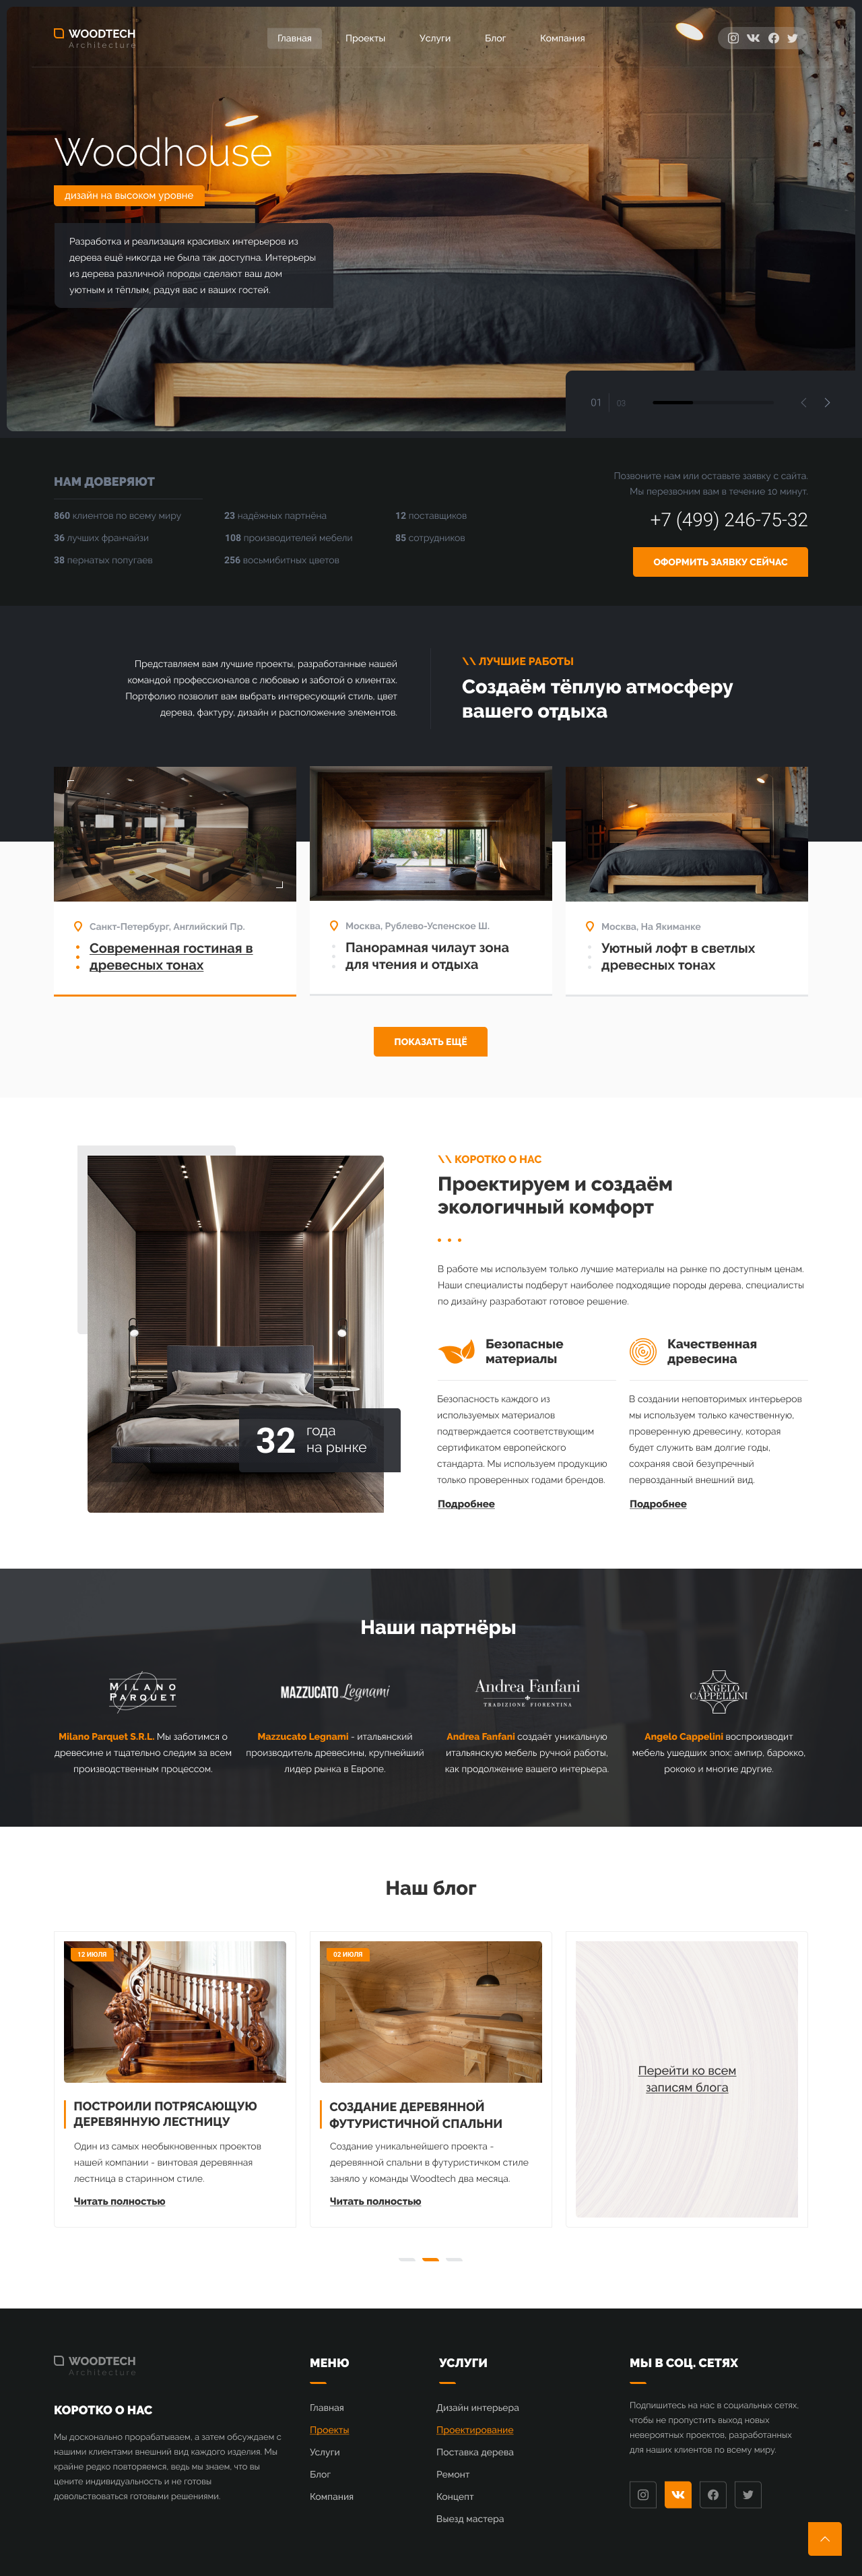 WOODTECH
Architecture
Главная
Проекты
Услуги
Блог
Компания
Woodhouse
дизайн на высоком уровне
Разработка и реализация красивых интерьеров из
дерева ещё никогда не была так доступна. Интерьеры
из дерева различной породы сделают ваш дом
уютным и тёплым, радуя вас и ваших гостей.
01
03
НАМ ДОВЕРЯЮТ
860 клиентов по всему миру
36 лучших франчайзи
38 пернатых попугаев
23 надёжных партнёна
108 производителей мебели
256 восьмибитных цветов
12 поставщиков
85 сотрудников
Позвоните нам или оставьте заявку с сайта.
Мы перезвоним вам в течение 10 минут.
+7 (499) 246-75-32
ОФОРМИТЬ ЗАЯВКУ СЕЙЧАС
Представляем вам лучшие проекты, разработанные нашей
командой профессионалов с любовью и заботой о клиентах.
Портфолио позволит вам выбрать интересующий стиль, цвет
дерева, фактуру, дизайн и расположение элементов.
\\ ЛУЧШИЕ РАБОТЫ
Создаём тёплую атмосферу
вашего отдыха
Санкт-Петербург, Английский Пр.
Современная гостиная в
древесных тонах
Москва, Рублево-Успенское Ш.
Панорамная чилаут зона
для чтения и отдыха
Москва, На Якиманке
Уютный лофт в светлых
древесных тонах
ПОКАЗАТЬ ЕЩЁ
32
года
на рынке
\\ КОРОТКО О НАС
Проектируем и создаём
экологичный комфорт
В работе мы используем только лучшие материалы на рынке по доступным ценам.
Наши специалисты подберут наиболее подходящие породы дерева, специалисты
по дизайну разработают готовое решение.
Безопасные
материалы
Безопасность каждого из
используемых материалов
подтверждается соответствующим
сертификатом европейского
стандарта. Мы используем продукцию
только проверенных годами брендов.
Подробнее
Качественная
древесина
В создании неповторимых интерьеров
мы используем только качественную,
проверенную древесину, которая
будет служить вам долгие годы,
сохраняя свой безупречный
первозданный внешний вид.
Подробнее
Наши партнёры
MILANO
PARQUET
Milano Parquet S.R.L. Мы заботимся о
древесине и тщательно следим за всем
производственным процессом.
MAZZUCATO Legnami
Mazzucato Legnami - итальянский
производитель древесины, крупнейший
лидер рынка в Европе.
Andrea Fanfani
TRADIZIONE FIORENTINA
Andrea Fanfani создаёт уникальную
итальянскую мебель ручной работы,
как продолжение вашего интерьера.
ANGELO
CAPPELLINI
Angelo Cappelini воспроизводит
мебель ушедших эпох: ампир, барокко,
рококо и многие другие.
Наш блог
12 ИЮЛЯ
ПОСТРОИЛИ ПОТРЯСАЮЩУЮ
ДЕРЕВЯННУЮ ЛЕСТНИЦУ
Один из самых необыкновенных проектов
нашей компании - винтовая деревянная
лестница в старинном стиле.
Читать полностью
02 ИЮЛЯ
СОЗДАНИЕ ДЕРЕВЯННОЙ
ФУТУРИСТИЧНОЙ СПАЛЬНИ
Создание уникальнейшего проекта -
деревянной спальни в футуристичком стиле
заняло у команды Woodtech два месяца.
Читать полностью
Перейти ко всем
записям блога
WOODTECH
Architecture
КОРОТКО О НАС
Мы досконально прорабатываем, а затем обсуждаем с
нашими клиентами внешний вид каждого изделия. Мы
крайне редко повторяемся, ведь мы знаем, что вы
цените индивидуальность и не готовы
довольствоваться готовыми решениями.
МЕНЮ
Главная
Проекты
Услуги
Блог
Компания
УСЛУГИ
Дизайн интерьера
Проектирование
Поставка дерева
Ремонт
Концепт
Выезд мастера
МЫ В СОЦ. СЕТЯХ
Подпишитесь на нас в социальных сетях,
чтобы не пропустить выход новых
невероятных проектов, разработанных
для наших клиентов по всему миру.